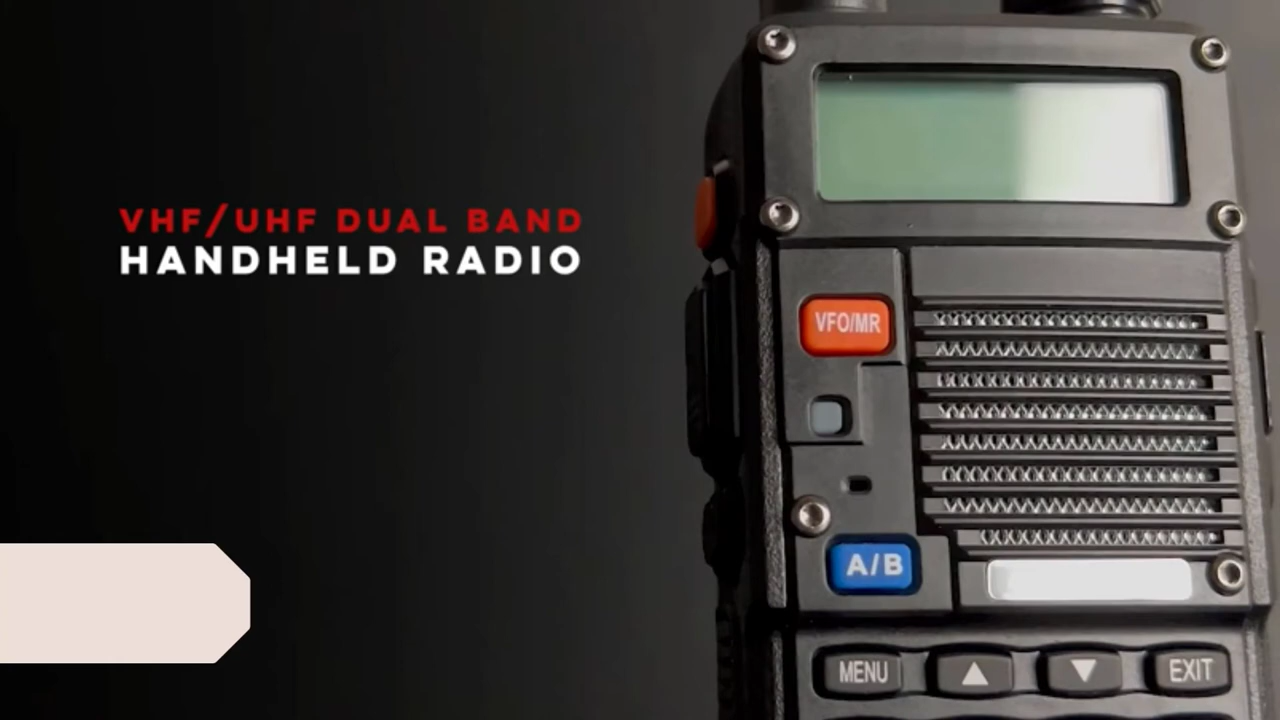 VHF/UHF DUAL BAND
HANDHELD RADIO
VFO/MR
A/B
MENU
EXIT